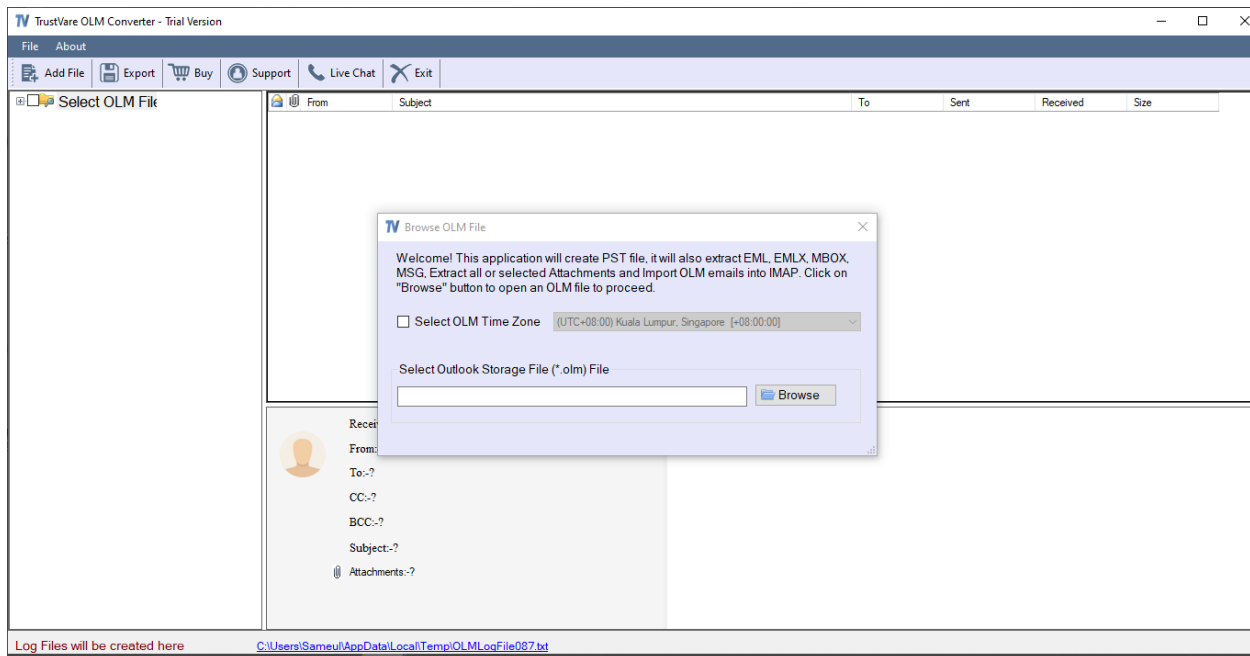 TV TrustVare OLM Converter - Trial Version
File About
Add File Export Buy Support Live Chat Exit
Select OLM File
From Subject To Sent Received Size
TV Browse OLM File
Welcome! This application will create PST file, it will also extract EML, EMLX, MBOX,
MSG, Extract all or selected Attachments and Import OLM emails into IMAP. Click on
"Browse" button to open an OLM file to proceed.
Select OLM Time Zone (UTC+08:00) Kuala Lumpur, Singapore [+08:00:00]
Select Outlook Storage File (*.olm) File
Browse
From:
To:-?
CC:-?
BCC:-?
Subject:-?
Attachments:-?
Log Files will be created here C:\Users\Sameul\AppData\Local\Temp\OLMLogFile087.txt